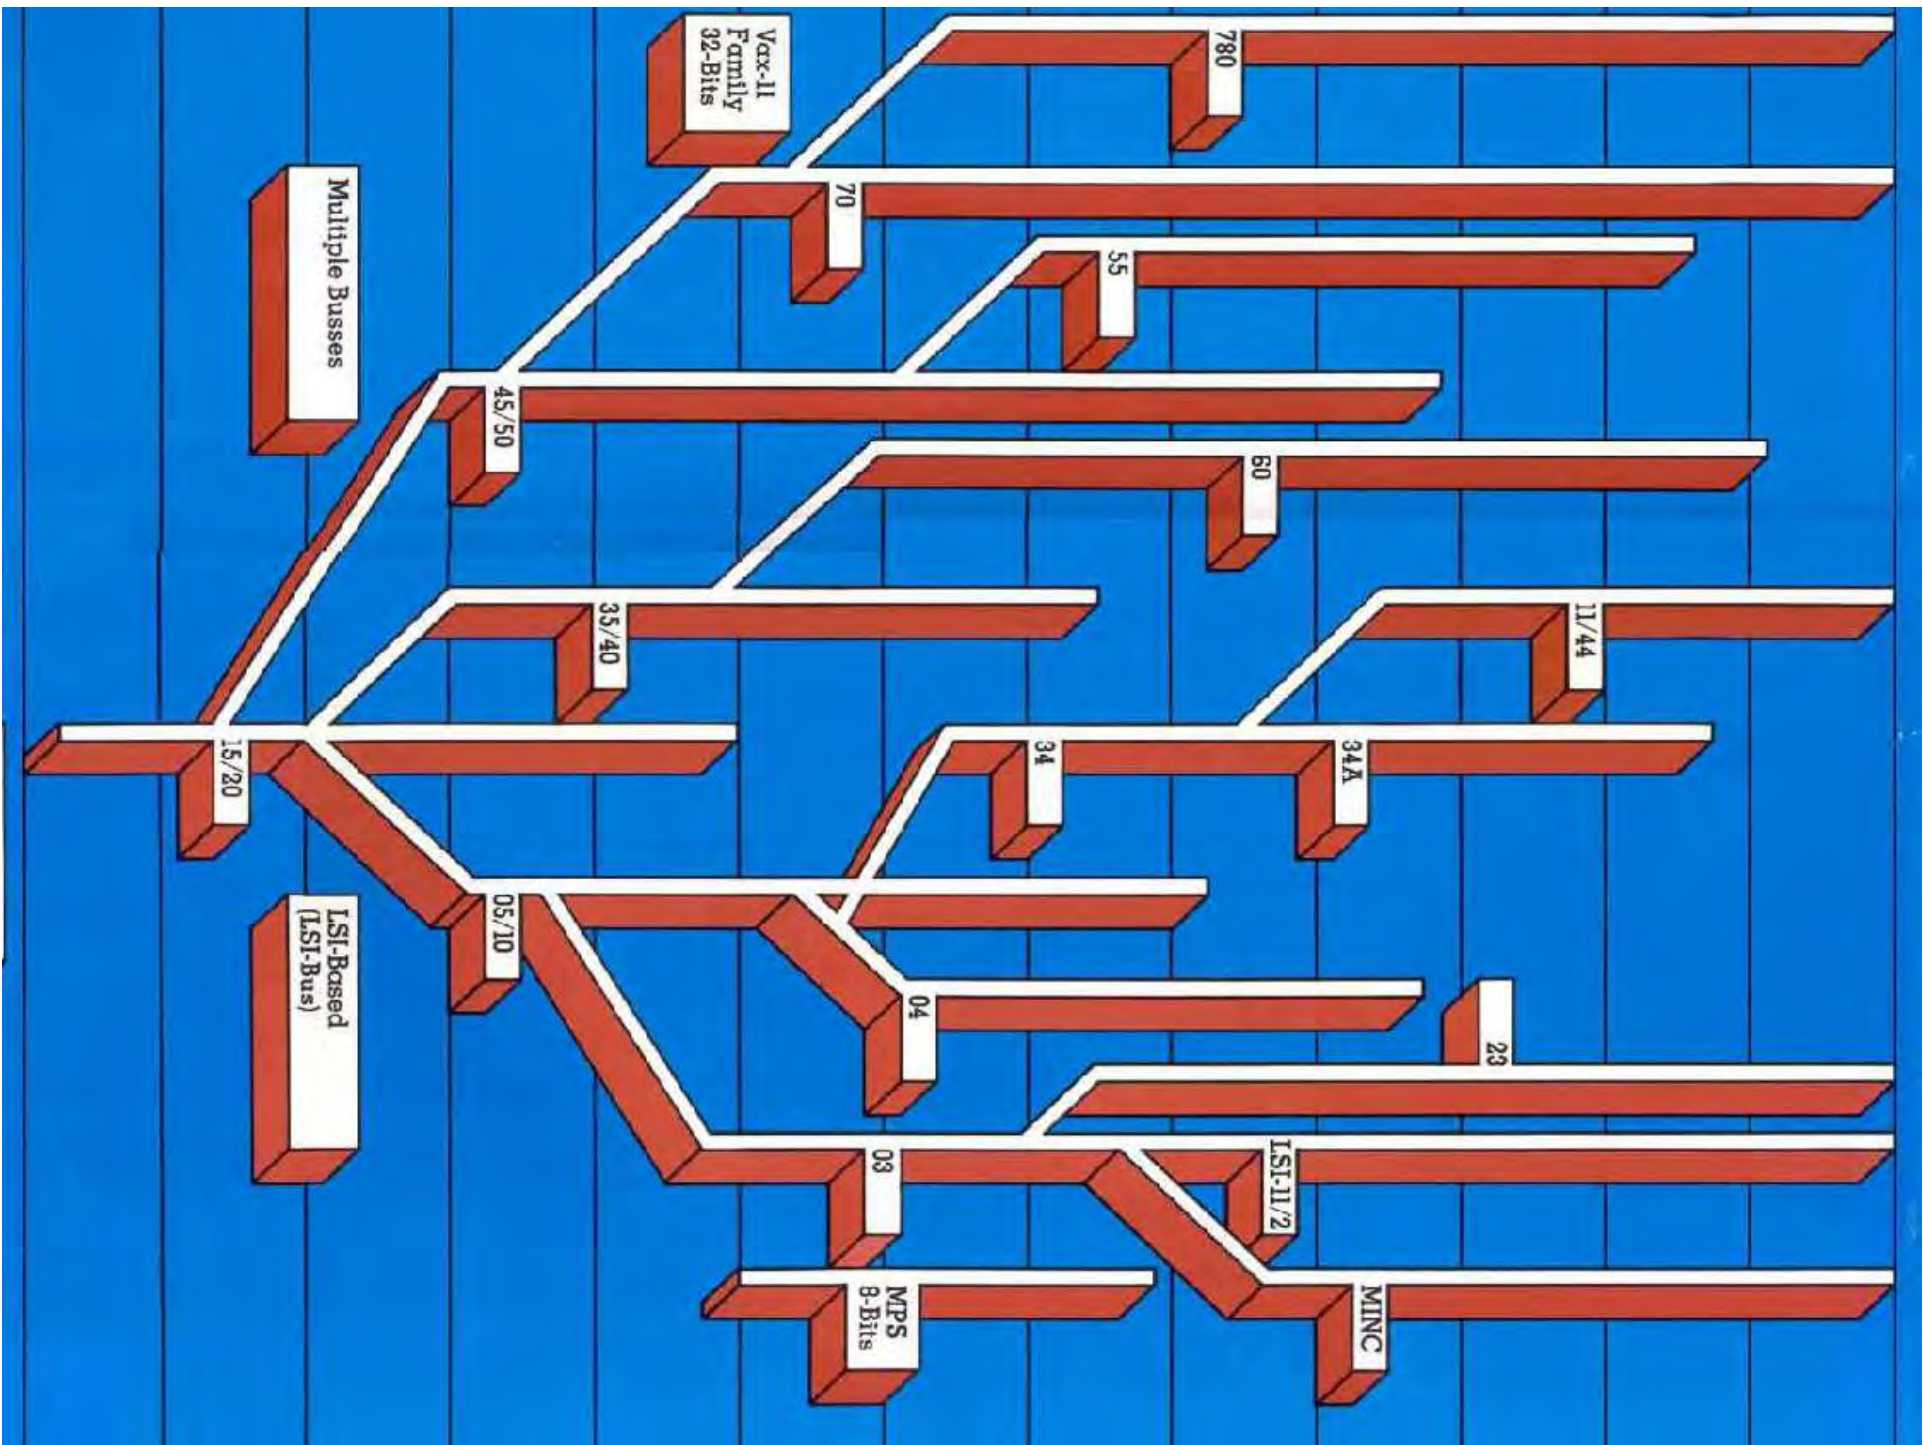 780
Vax-11
Family
32-Bits
70
Multiple Busses
55
45/50
60
35/40
11/44
15/20
34
34A
05/10
LSI-Based
(LSI-Bus)
04
23
03
LSI-11/2
MPS
8-Bits
MINC